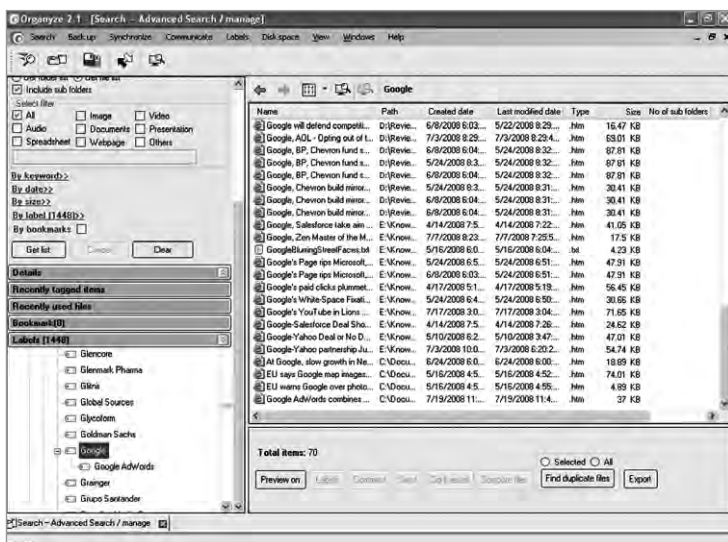 Organyze 2.1 [Search - Advanced Search / manage]
Search Back up Synchronize Communicate Labels Disk space View Windows Help
Include sub folders
Select filter
All Image Video
Audio Documents Presentation
Spreadsheet Webpage Others
By keyword>>
By date>>
By size>>
By label [1448]>>
By bookmarks
Get list Cancel Clear
Details
Recently tagged items
Recently used files
Bookmark[8]
Labels [1448]
Glencore
Glenmark Pharma
Global Sources
Glycoform
Goldman Sachs
Google
Google AdWords
Grainger
Grupo Santander
Google
Name Path Created date Last modified date Type Size No of sub folders
Google will defend competiti... D:\Revie... 6/8/2008 6:03:... 5/22/2008 8:29:... .htm 16.47 KB
Google, AOL - Opting out of t... D:\Revie... 7/3/2008 8:29:... 7/3/2008 8:29:4... .htm 69.01 KB
Google, BP, Chevron fund s... D:\Revie... 6/8/2008 6:04:... 5/24/2008 8:32:... .htm 87.81 KB
Google, BP, Chevron fund s... D:\Revie... 5/24/2008 8:3... 5/24/2008 8:32:... .htm 87.81 KB
Google, BP, Chevron fund s... D:\Revie... 6/8/2008 6:04:... 5/24/2008 8:32:... .htm 87.81 KB
Google, Chevron build mirror... D:\Revie... 5/24/2008 8:3... 5/24/2008 8:31:... .htm 30.41 KB
Google, Chevron build mirror... D:\Revie... 6/8/2008 6:04:... 5/24/2008 8:31:... .htm 30.41 KB
Google, Chevron build mirror... D:\Revie... 6/8/2008 6:04:... 5/24/2008 8:31:... .htm 30.41 KB
Google, Salesforce take aim ... E:\Know... 4/14/2008 7:5... 4/14/2008 7:22:... .htm 41.05 KB
Google, Zen Master of the M... E:\Know... 7/7/2008 8:23:... 7/7/2008 7:25:5... .htm 17.5 KB
GoogleBlurringStreetFaces.txt E:\Know... 5/16/2008 6:0... 5/16/2008 6:04:... .txt 4.23 KB
Google's Page rips Microsoft,... E:\Know... 5/24/2008 6:5... 5/24/2008 6:51:... .htm 47.91 KB
Google's Page rips Microsoft,... E:\Know... 6/8/2008 6:03:... 5/24/2008 6:51:... .htm 47.91 KB
Google's paid clicks plummet... E:\Know... 4/17/2008 5:1... 4/17/2008 5:19:... .htm 56.45 KB
Google's White-Space Fixati... E:\Know... 5/24/2008 6:4... 5/24/2008 6:50:... .htm 30.66 KB
Google's YouTube in Lions ... E:\Know... 7/17/2008 3:0... 7/17/2008 3:04:... .htm 71.65 KB
Google-Salesforce Deal Sho... E:\Know... 4/14/2008 7:5... 4/14/2008 7:26:... .htm 24.62 KB
Google-Yahoo Deal or No D... E:\Know... 5/10/2008 6:2... 5/10/2008 3:47:... .htm 47.01 KB
Google-Yahoo partnership Ju... E:\Know... 7/3/2008 10:0... 7/3/2008 6:20:2... .htm 54.74 KB
At Google, slow growth in Ne... C:\Docu... 6/24/2008 6:0... 6/24/2008 6:00:... .htm 18.89 KB
EU says Google map images... C:\Docu... 5/16/2008 4:5... 5/16/2008 4:52:... .htm 74.01 KB
EU warns Google over photo... C:\Docu... 5/16/2008 4:5... 5/16/2008 4:55:... .htm 4.89 KB
Google AdWords combines ... C:\Docu... 7/19/2008 11:... 7/19/2008 11:4... .htm 37 KB
Total items: 70
Selected All
Preview on Labels Comment Send Compare files Find duplicate files Export
Search - Advanced Search / manage